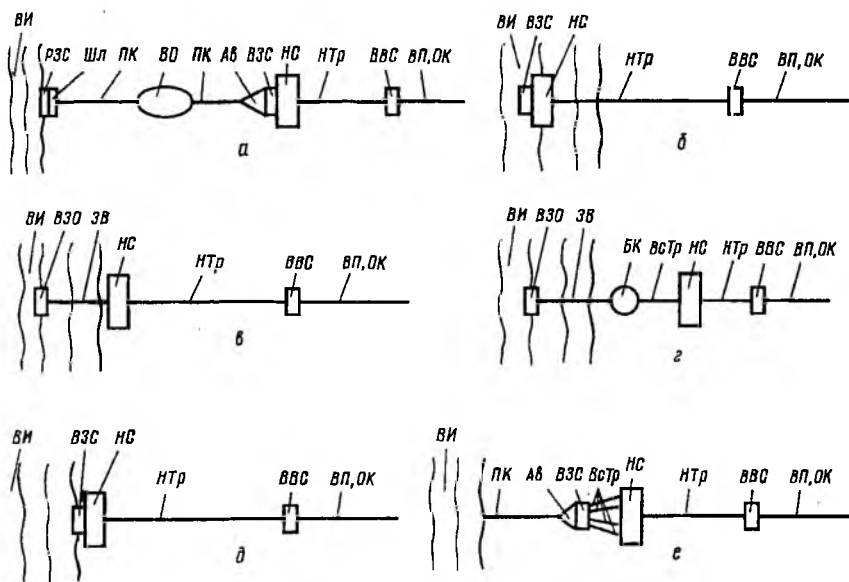 ВИ
РЗС Шл ПК ВО ПК Ав ВЗС НС НТр ВВС ВП,ОК
а
ВИ ВЗС НС НТр ВВС ВП,ОК
б
ВИ ВЗО ЗВ НС НТр ВВС ВП,ОК
в
ВИ ВЗО ЗВ БК ВсТр НС НТр ВВС ВП,ОК
г
ВИ ВЗС НС НТр ВВС ВП,ОК
д
ВИ ПК Ав ВЗС ВсТр НС НТр ВВС ВП,ОК
е